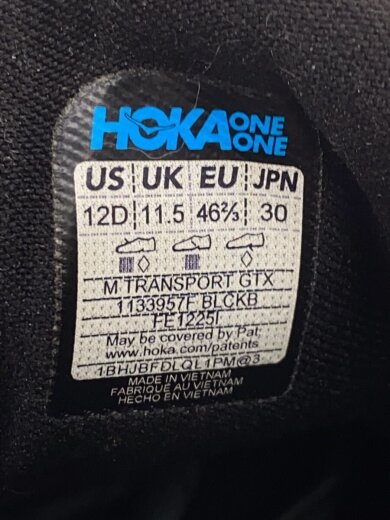 HOKA ONE ONE
US UK EU JPN
12D 11.5 46⅔ 30
M TRANSPORT GTX
1133957F BLCKB
FE1225I
May be covered by Pat:
www.hoka.com/patents
1BHJBFDLQL1PM@3
MADE IN VIETNAM
FABRIQUÉ AU VIETNAM
HECHO EN VIETNAM